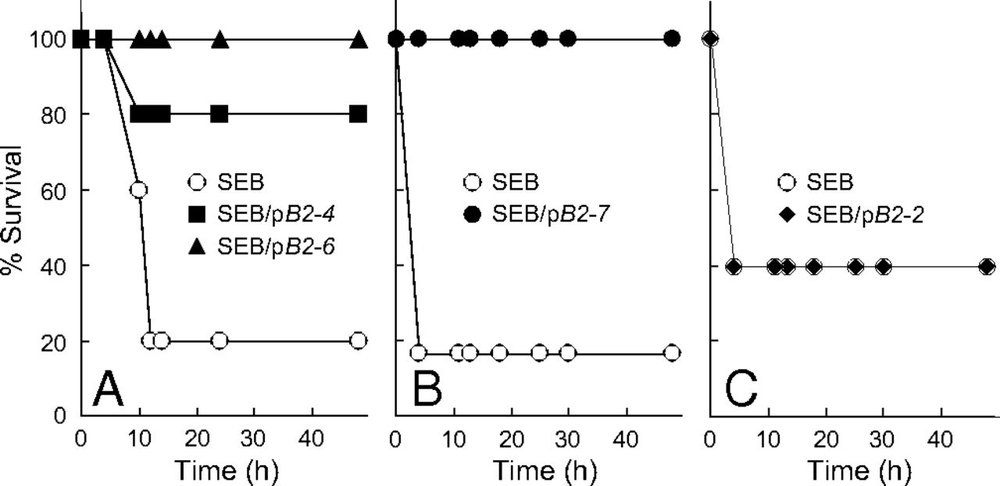 % Survival
100
80
60
40
20
0
SEB
SEB/pB2-4
SEB/pB2-6
A
0 10 20 30 40
Time (h)
SEB
SEB/pB2-7
B
0 10 20 30 40
Time (h)
SEB
SEB/pB2-2
C
0 10 20 30 40
Time (h)